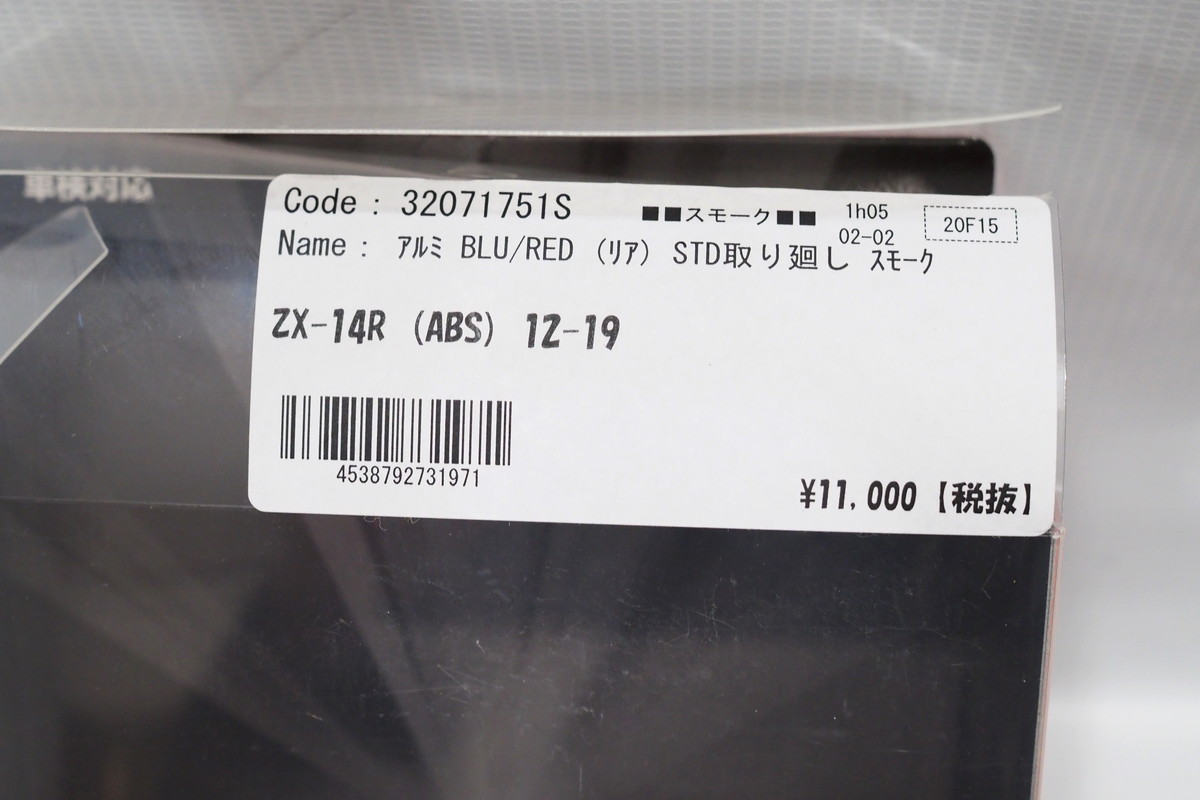 車検対応
Code : 32071751S ■■スモーク■■ 1h05 20F15
02-02
Name : ｱﾙﾐ BLU/RED (ﾘｱ) STD取り廻し ｽﾓｰｸ
ZX-14R (ABS) 12-19
4538792731971
¥11,000【税抜】